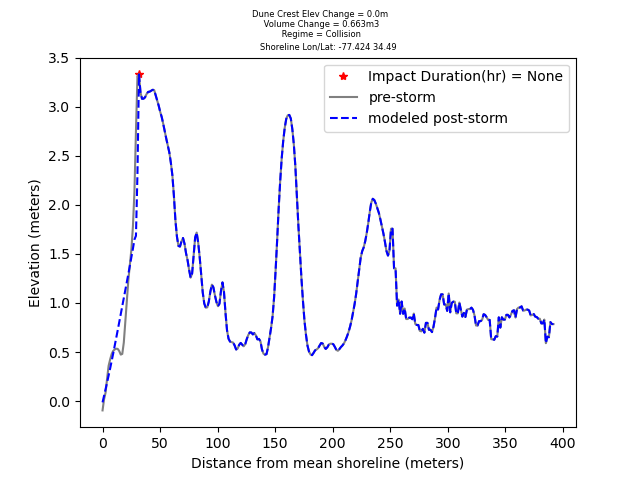 Dune Crest Elev Change = 0.0m
Volume Change = 0.663m3
Regime = Collision
Shoreline Lon/Lat: -77.424 34.49
Impact Duration(hr) = None
pre-storm
modeled post-storm
Elevation (meters)
3.5
3.0
2.5
2.0
1.5
1.0
0.5
0.0
0 50 100 150 200 250 300 350 400
Distance from mean shoreline (meters)